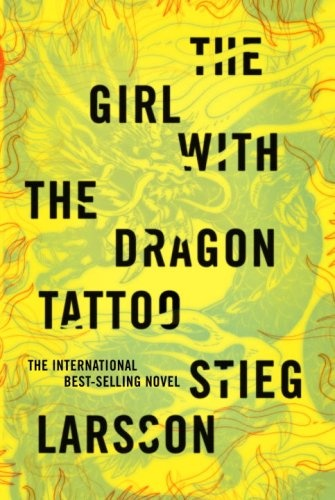 THE
GIRL
WITH
THE
DRAGON
TATTOO
THE INTERNATIONAL
BEST-SELLING NOVEL
STIEG
LARSSON